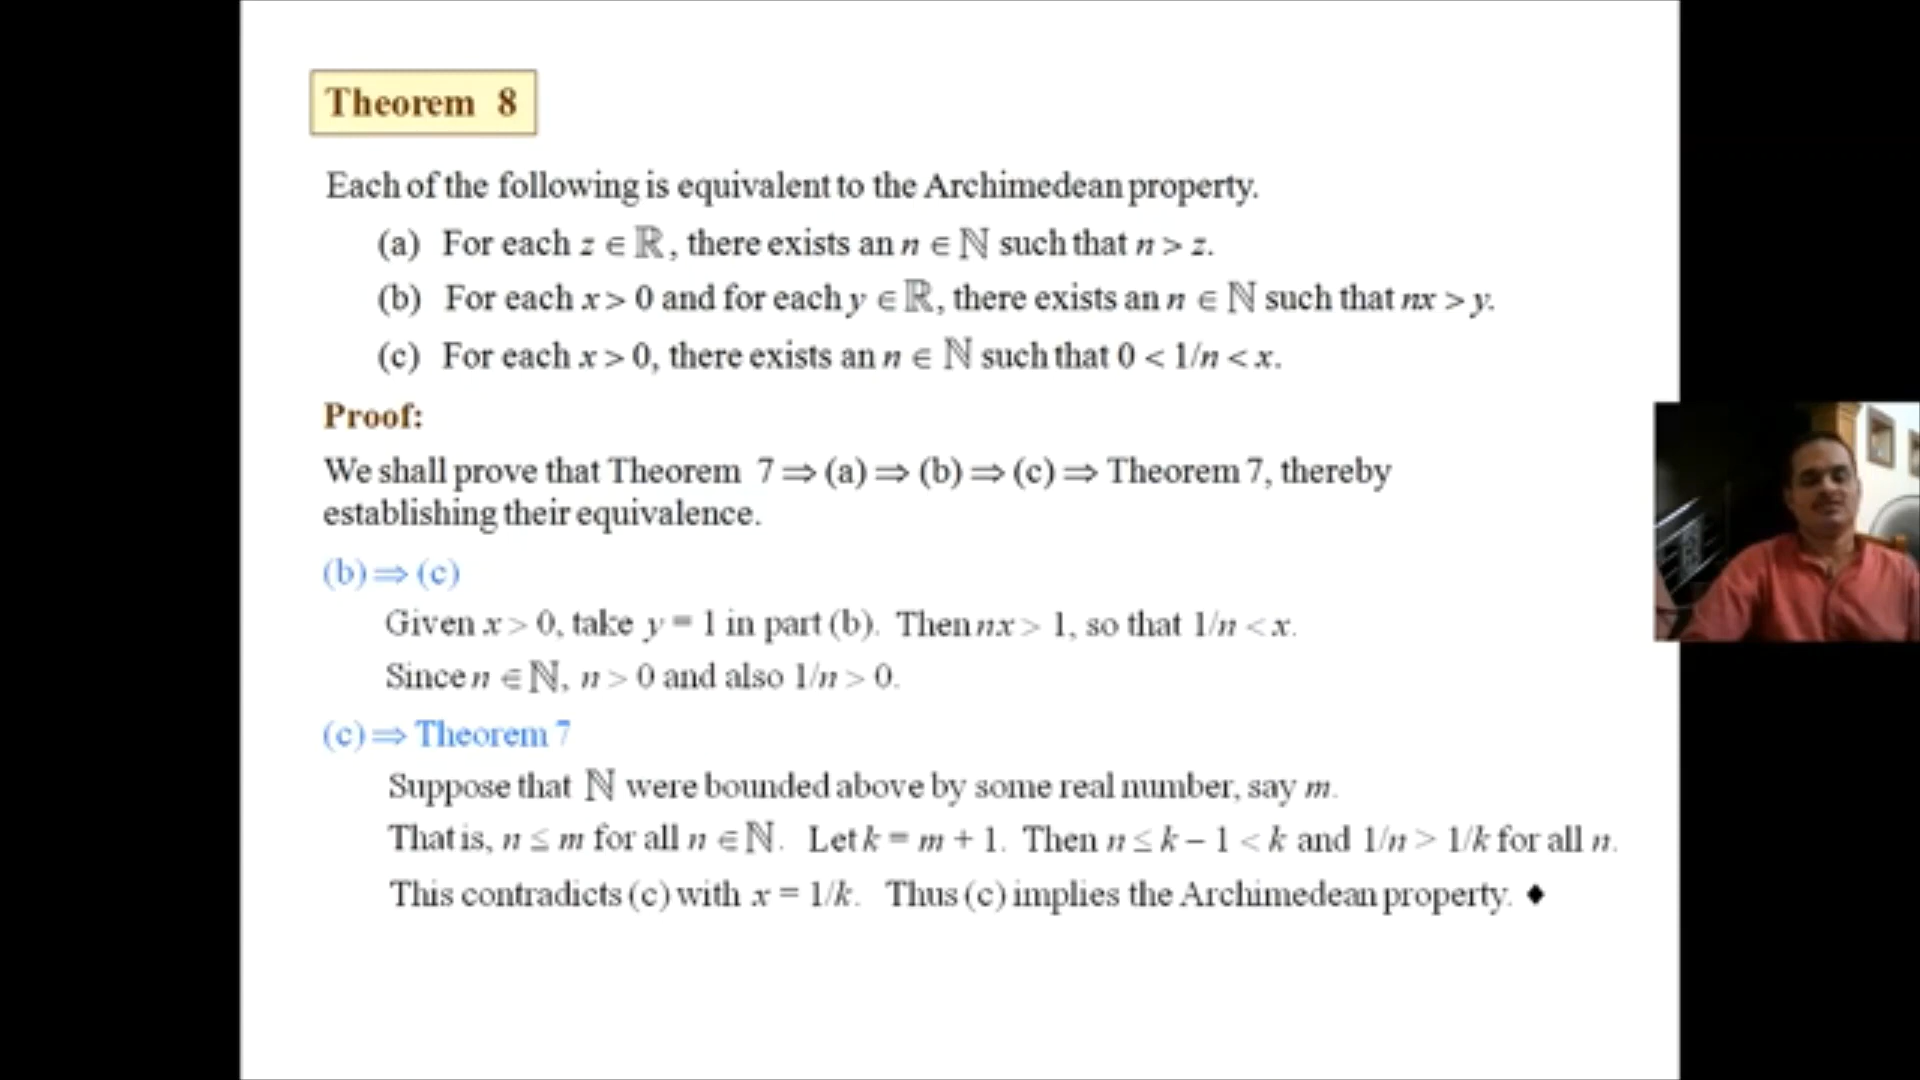 Theorem 8
Each of the following is equivalent to the Archimedean property.
(a) For each z ∈ ℝ, there exists an n ∈ ℕ such that n > z.
(b) For each x > 0 and for each y ∈ ℝ, there exists an n ∈ ℕ such that nx > y.
(c) For each x > 0, there exists an n ∈ ℕ such that 0 < 1/n < x.
Proof:
We shall prove that Theorem 7 ⇒ (a) ⇒ (b) ⇒ (c) ⇒ Theorem 7, thereby
establishing their equivalence.
(b) ⇒ (c)
Given x > 0, take y = 1 in part (b). Then nx > 1, so that 1/n < x.
Since n ∈ ℕ, n > 0 and also 1/n > 0.
(c) ⇒ Theorem 7
Suppose that ℕ were bounded above by some real number, say m.
That is, n ≤ m for all n ∈ ℕ. Let k = m + 1. Then n ≤ k – 1 < k and 1/n > 1/k for all n.
This contradicts (c) with x = 1/k. Thus (c) implies the Archimedean property. ♦